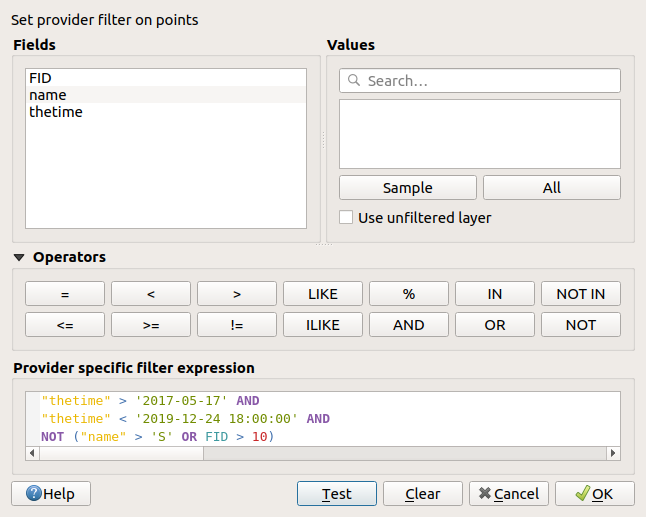 Set provider filter on points
Fields
Values
FID
name
thetime
Search...
Sample
All
Use unfiltered layer
Operators
= < > LIKE % IN NOT IN
<= >= != ILIKE AND OR NOT
Provider specific filter expression
"thetime" > '2017-05-17' AND
"thetime" < '2019-12-24 18:00:00' AND
NOT ("name" > 'S' OR FID > 10)
Help Test Clear Cancel OK